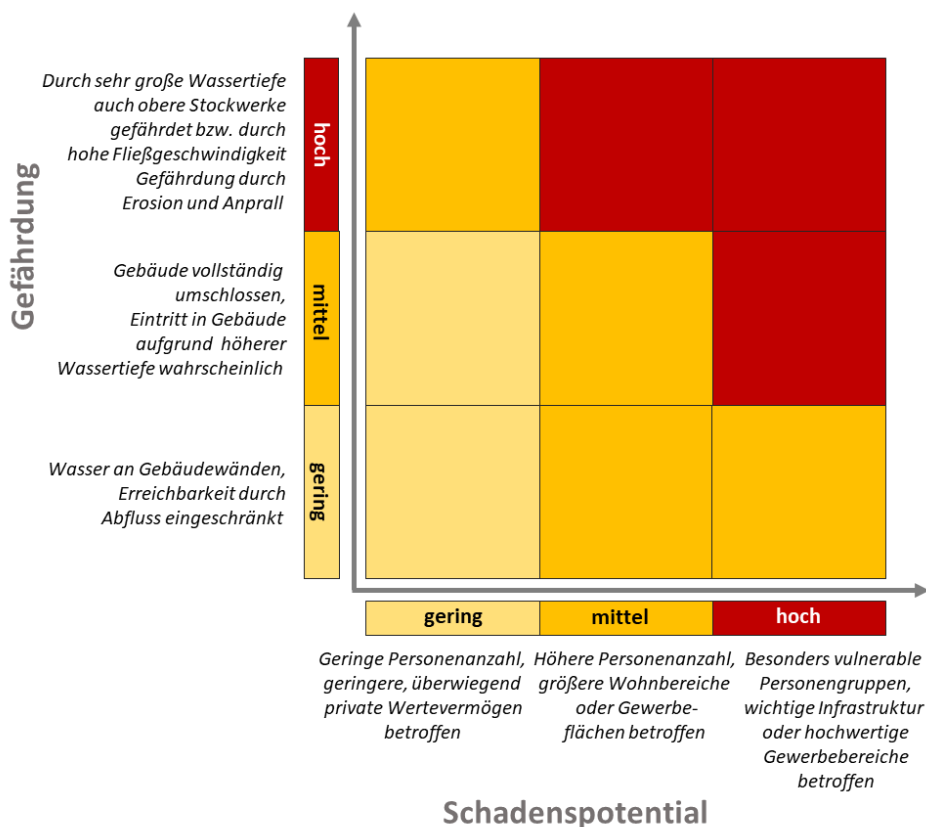 Gefährdung
Durch sehr große Wassertiefe
auch obere Stockwerke
gefährdet bzw. durch
hohe Fließgeschwindigkeit
Gefährdung durch
Erosion und Anprall
hoch
Gebäude vollständig
umschlossen,
Eintritt in Gebäude
aufgrund höherer
Wassertiefe wahrscheinlich
mittel
Wasser an Gebäudewänden,
Erreichbarkeit durch
Abfluss eingeschränkt
gering
gering
mittel
hoch
Geringe Personenanzahl,
geringere, überwiegend
private Wertevermögen
betroffen
Höhere Personenanzahl,
größere Wohnbereiche
oder Gewerbe-
flächen betroffen
Besonders vulnerable
Personengruppen,
wichtige Infrastruktur
oder hochwertige
Gewerbebereiche
betroffen
Schadenspotential